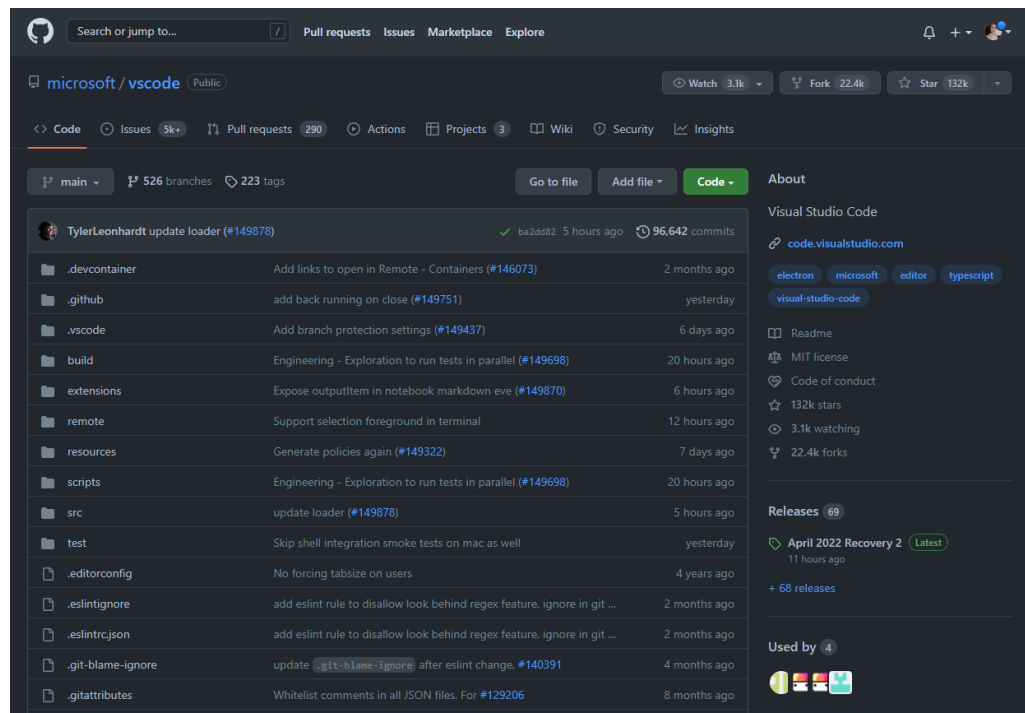 Search or jump to... / Pull requests Issues Marketplace Explore
microsoft / vscode Public Watch 3.1k Fork 22.4k Star 132k
<> Code Issues 5k+ Pull requests 290 Actions Projects 3 Wiki Security Insights
main 526 branches 223 tags Go to file Add file Code
TylerLeonhardt update loader (#149878) ba2dd82 5 hours ago 96,642 commits
.devcontainer Add links to open in Remote - Containers (#146073) 2 months ago
.github add back running on close (#149751) yesterday
.vscode Add branch protection settings (#149437) 6 days ago
build Engineering - Exploration to run tests in parallel (#149698) 20 hours ago
extensions Expose outputItem in notebook markdown eve (#149870) 6 hours ago
remote Support selection foreground in terminal 12 hours ago
resources Generate policies again (#149322) 7 days ago
scripts Engineering - Exploration to run tests in parallel (#149698) 20 hours ago
src update loader (#149878) 5 hours ago
test Skip shell integration smoke tests on mac as well yesterday
.editorconfig No forcing tabsize on users 4 years ago
.eslintignore add eslint rule to disallow look behind regex feature, ignore in git ... 2 months ago
.eslintrc.json add eslint rule to disallow look behind regex feature, ignore in git ... 2 months ago
.git-blame-ignore update .git-blame-ignore after eslint change, #140391 4 months ago
.gitattributes Whitelist comments in all JSON files. For #129206 8 months ago
About
Visual Studio Code
code.visualstudio.com
electron microsoft editor typescript
visual-studio-code
Readme
MIT license
Code of conduct
132k stars
3.1k watching
22.4k forks
Releases 69
April 2022 Recovery 2 Latest
11 hours ago
+ 68 releases
Used by 4